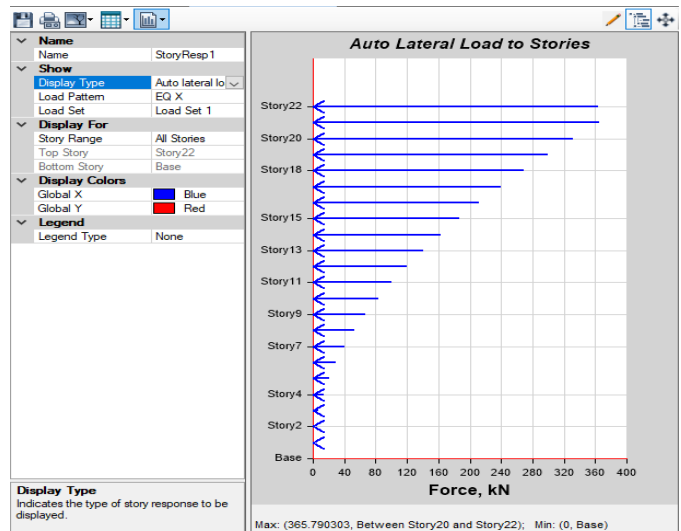 Name
Name StoryResp1
Show
Display Type Auto lateral lo
Load Pattern EQ X
Load Set Load Set 1
Display For
Story Range All Stories
Top Story Story22
Bottom Story Base
Display Colors
Global X Blue
Global Y Red
Legend
Legend Type None
Display Type
Indicates the type of story response to be
displayed.
Auto Lateral Load to Stories
Story22
Story20
Story18
Story15
Story13
Story11
Story9
Story7
Story4
Story2
Base
0 40 80 120 160 200 240 280 320 360 400
Force, kN
Max: (365.790303, Between Story20 and Story22); Min: (0, Base)